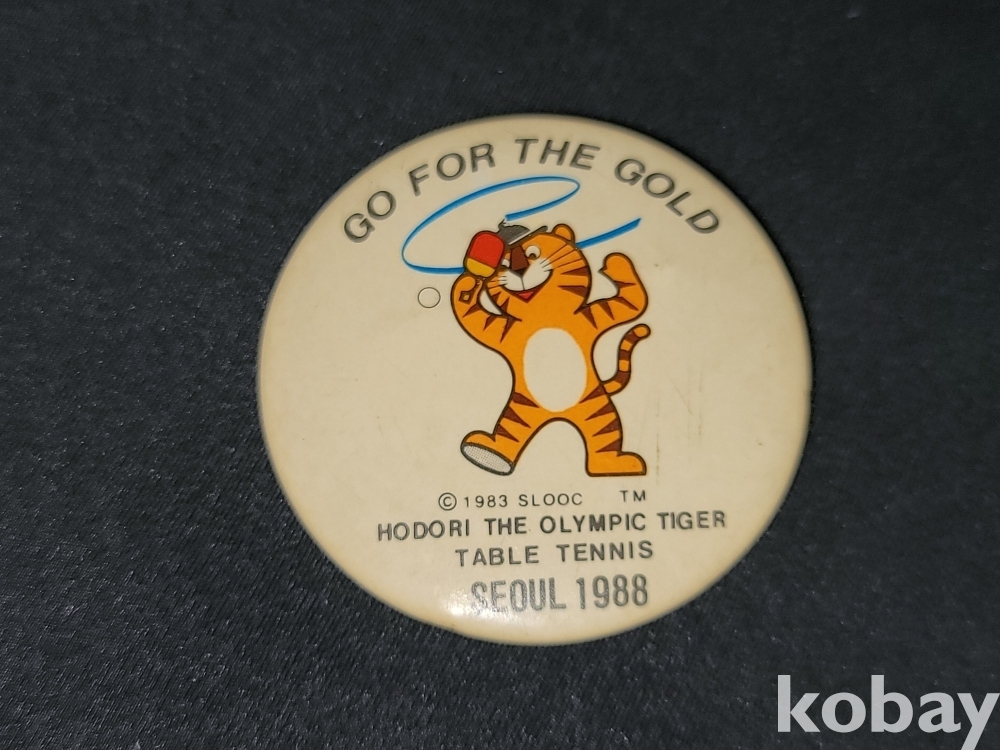 GO FOR THE GOLD
© 1983 SLOOC TM
HODORI THE OLYMPIC TIGER
TABLE TENNIS
SEOUL 1988
kobay